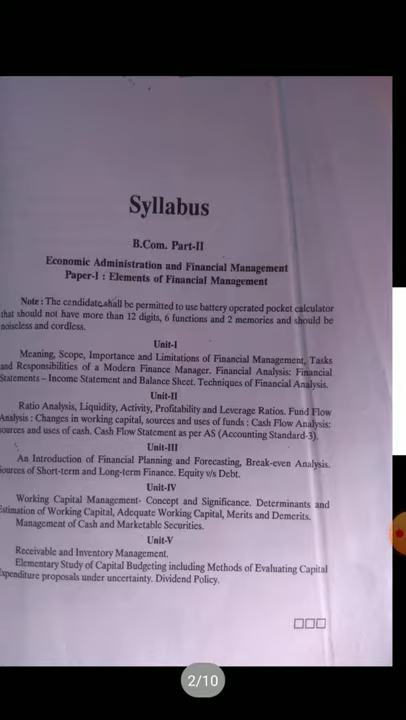 Syllabus
B.Com. Part-II
Economic Administration and Financial Management
Paper-I : Elements of Financial Management
Note : The candidate shall be permitted to use battery operated pocket calculator
that should not have more than 12 digits, 6 functions and 2 memories and should be
noiseless and cordless.
Unit-I
Meaning, Scope, Importance and Limitations of Financial Management, Tasks
and Responsibilities of a Modern Finance Manager. Financial Analysis: Financial
Statements – Income Statement and Balance Sheet. Techniques of Financial Analysis.
Unit-II
Ratio Analysis, Liquidity, Activity, Profitability and Leverage Ratios. Fund Flow
Analysis : Changes in working capital, sources and uses of funds : Cash Flow Analysis:
sources and uses of cash. Cash Flow Statement as per AS (Accounting Standard-3).
Unit-III
An Introduction of Financial Planning and Forecasting, Break-even Analysis.
Sources of Short-term and Long-term Finance. Equity v/s Debt.
Unit-IV
Working Capital Management- Concept and Significance. Determinants and
Estimation of Working Capital, Adequate Working Capital, Merits and Demerits.
Management of Cash and Marketable Securities.
Unit-V
Receivable and Inventory Management.
Elementary Study of Capital Budgeting including Methods of Evaluating Capital
Expenditure proposals under uncertainty. Dividend Policy.
2/10